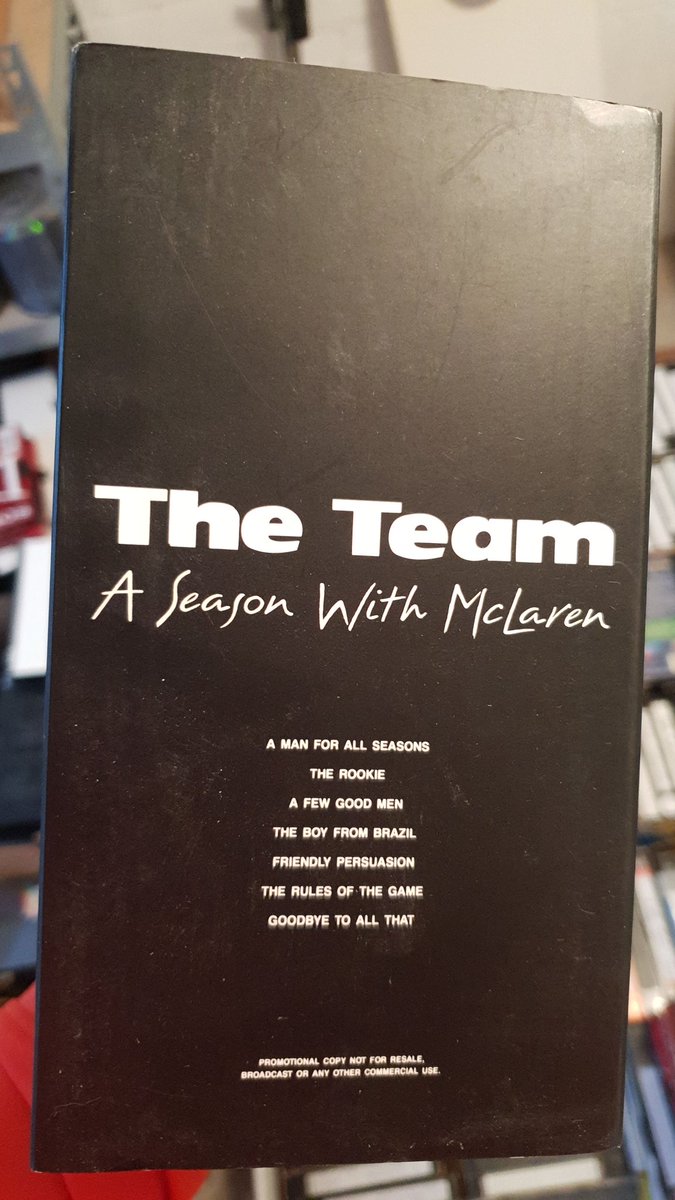 The Team
A Season With McLaren
A MAN FOR ALL SEASONS
THE ROOKIE
A FEW GOOD MEN
THE BOY FROM BRAZIL
FRIENDLY PERSUASION
THE RULES OF THE GAME
GOODBYE TO ALL THAT
PROMOTIONAL COPY NOT FOR RESALE,
BROADCAST OR ANY OTHER COMMERCIAL USE.